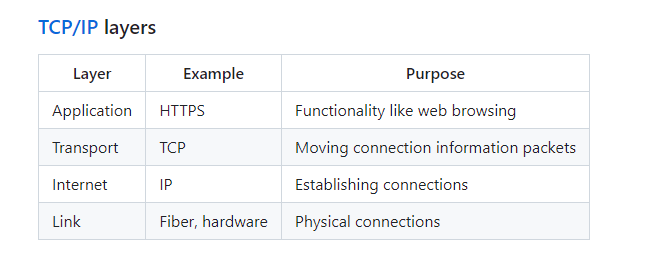 TCP/IP layers
Layer Example Purpose
Application HTTPS Functionality like web browsing
Transport TCP Moving connection information packets
Internet IP Establishing connections
Link Fiber, hardware Physical connections